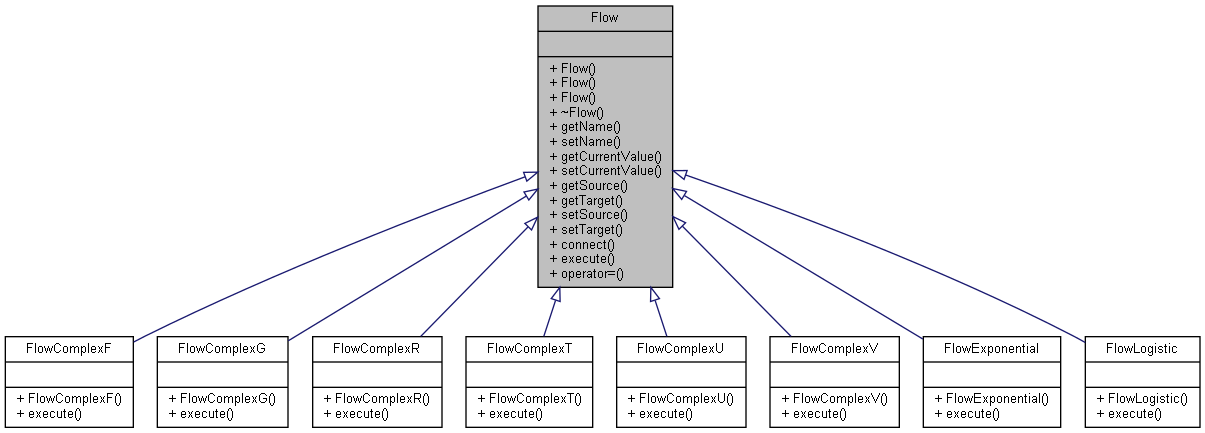 Flow
+ Flow()
+ Flow()
+ Flow()
+ ~Flow()
+ getName()
+ setName()
+ getCurrentValue()
+ setCurrentValue()
+ getSource()
+ getTarget()
+ setSource()
+ setTarget()
+ connect()
+ execute()
+ operator=()
FlowComplexF
+ FlowComplexF()
+ execute()
FlowComplexG
+ FlowComplexG()
+ execute()
FlowComplexR
+ FlowComplexR()
+ execute()
FlowComplexT
+ FlowComplexT()
+ execute()
FlowComplexU
+ FlowComplexU()
+ execute()
FlowComplexV
+ FlowComplexV()
+ execute()
FlowExponential
+ FlowExponential()
+ execute()
FlowLogistic
+ FlowLogistic()
+ execute()